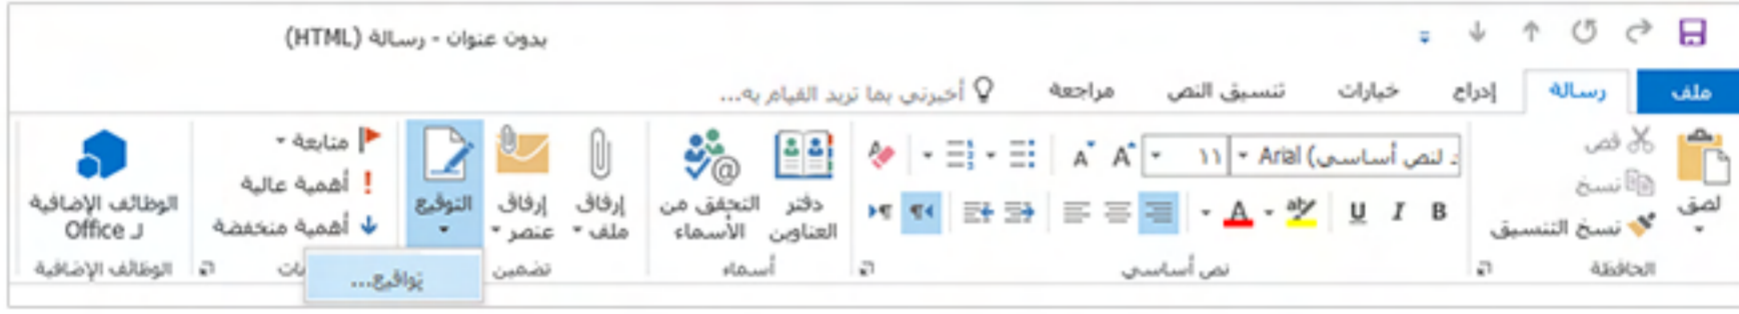 بدون عنوان - رسالة (HTML)
ملف رسالة إدراج خيارات تنسيق النص مراجعة أخبرني بما تريد القيام به...
لصق
قص
نسخ
نسخ التنسيق
الحافظة
لنص أساسي) Arial ١١
B I U
نص أساسي
دفتر العناوين
التحقق من الأسماء
أسماء
إرفاق ملف
إرفاق عنصر
التوقيع
تضمين
تواقيع...
متابعة
أهمية عالية
أهمية منخفضة
الوظائف الإضافية
لـ Office
الوظائف الإضافية